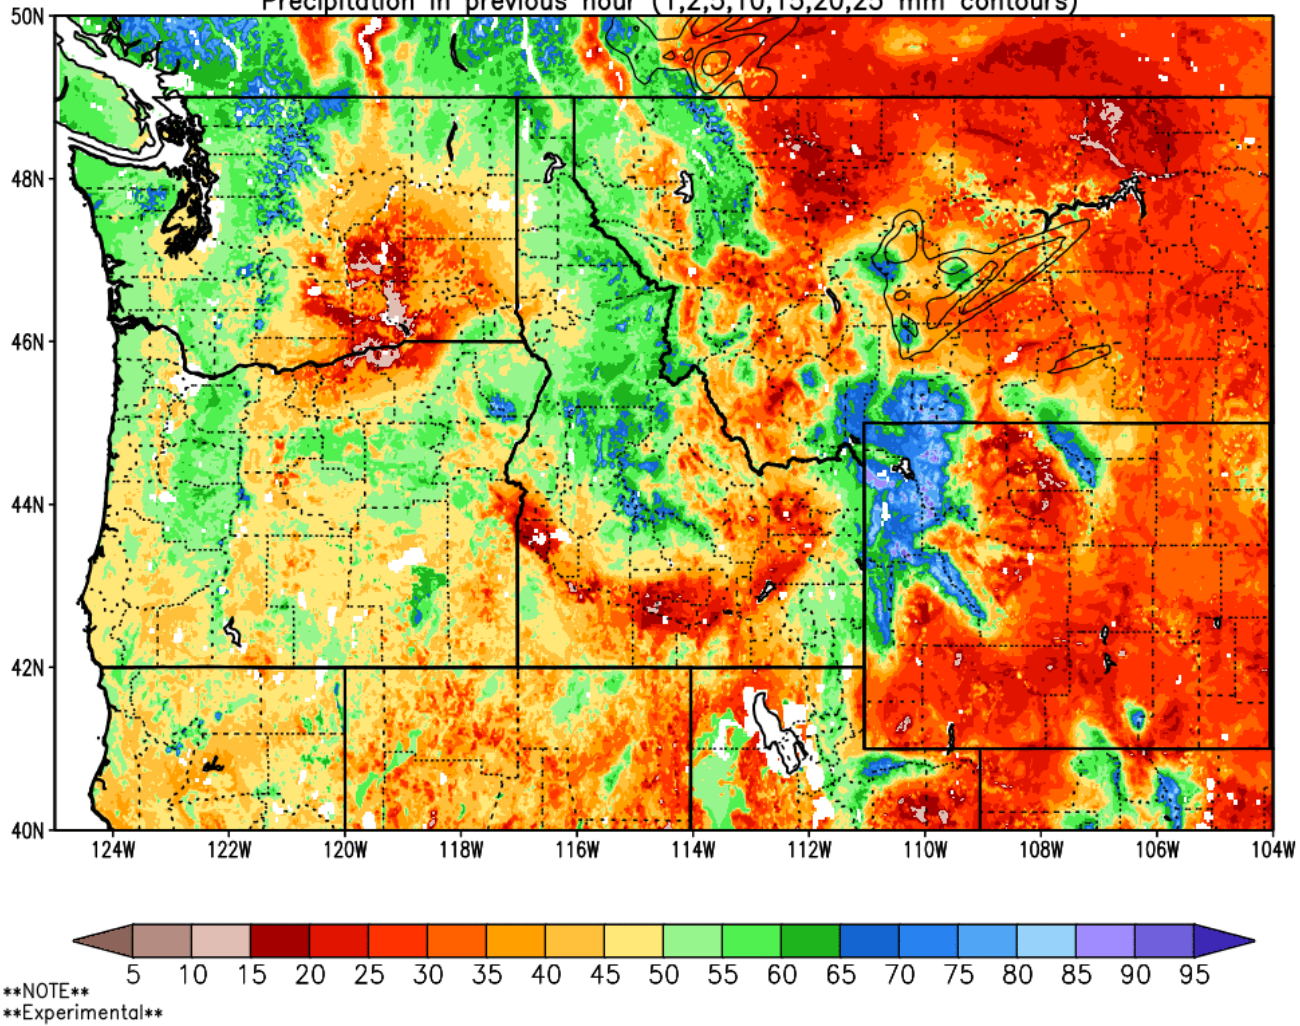 Precipitation in previous hour (1,2,5,10,15,20,25 mm contours)
50N
48N
46N
44N
42N
40N
124W 122W 120W 118W 116W 114W 112W 110W 108W 106W 104W
5 10 15 20 25 30 35 40 45 50 55 60 65 70 75 80 85 90 95
**NOTE**
**Experimental**